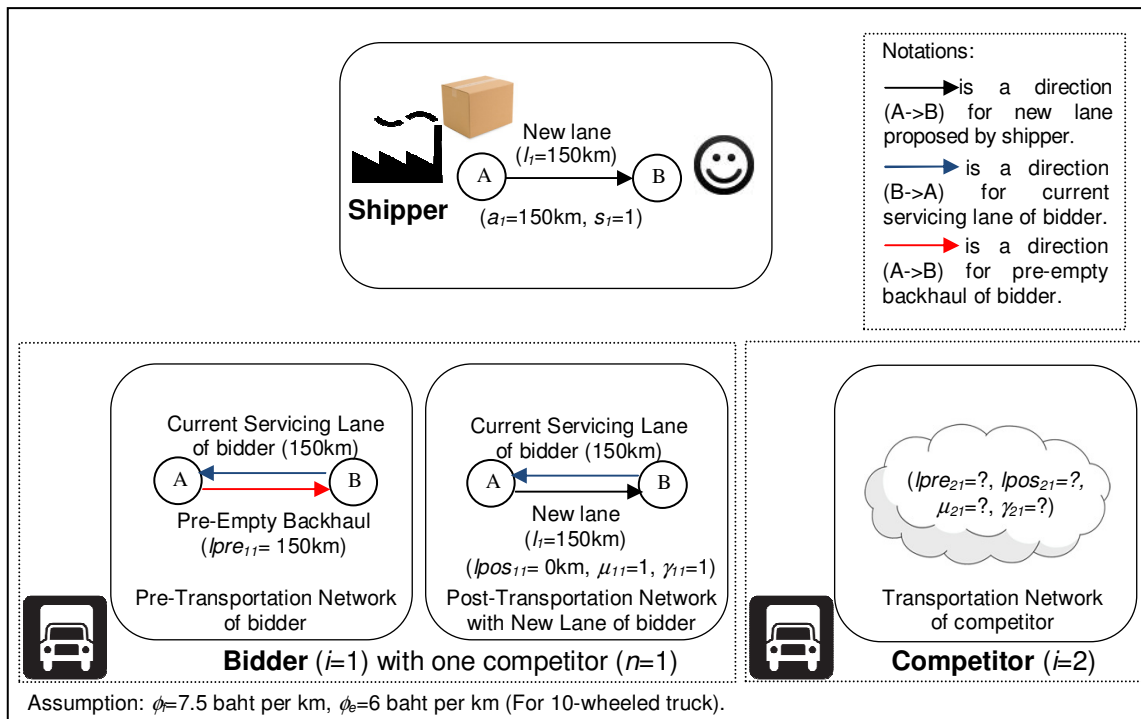 New lane
(l₁=150km)
A
B
Shipper
(a₁=150km, s₁=1)
Notations:
is a direction
(A->B) for new lane
proposed by shipper.
is a direction
(B->A) for current
servicing lane of bidder.
is a direction
(A->B) for pre-empty
backhaul of bidder.
Current Servicing Lane
of bidder (150km)
A
B
Pre-Empty Backhaul
(lpre₁₁= 150km)
Pre-Transportation Network
of bidder
Current Servicing Lane
of bidder (150km)
A
B
New lane
(l₁=150km)
(lpos₁₁= 0km, μ₁₁=1, γ₁₁=1)
Post-Transportation Network
with New Lane of bidder
Bidder (i=1) with one competitor (n=1)
(lpre₂₁=?, lpos₂₁=?,
μ₂₁=?, γ₂₁=?)
Transportation Network
of competitor
Competitor (i=2)
Assumption: ϕf=7.5 baht per km, ϕe=6 baht per km (For 10-wheeled truck).